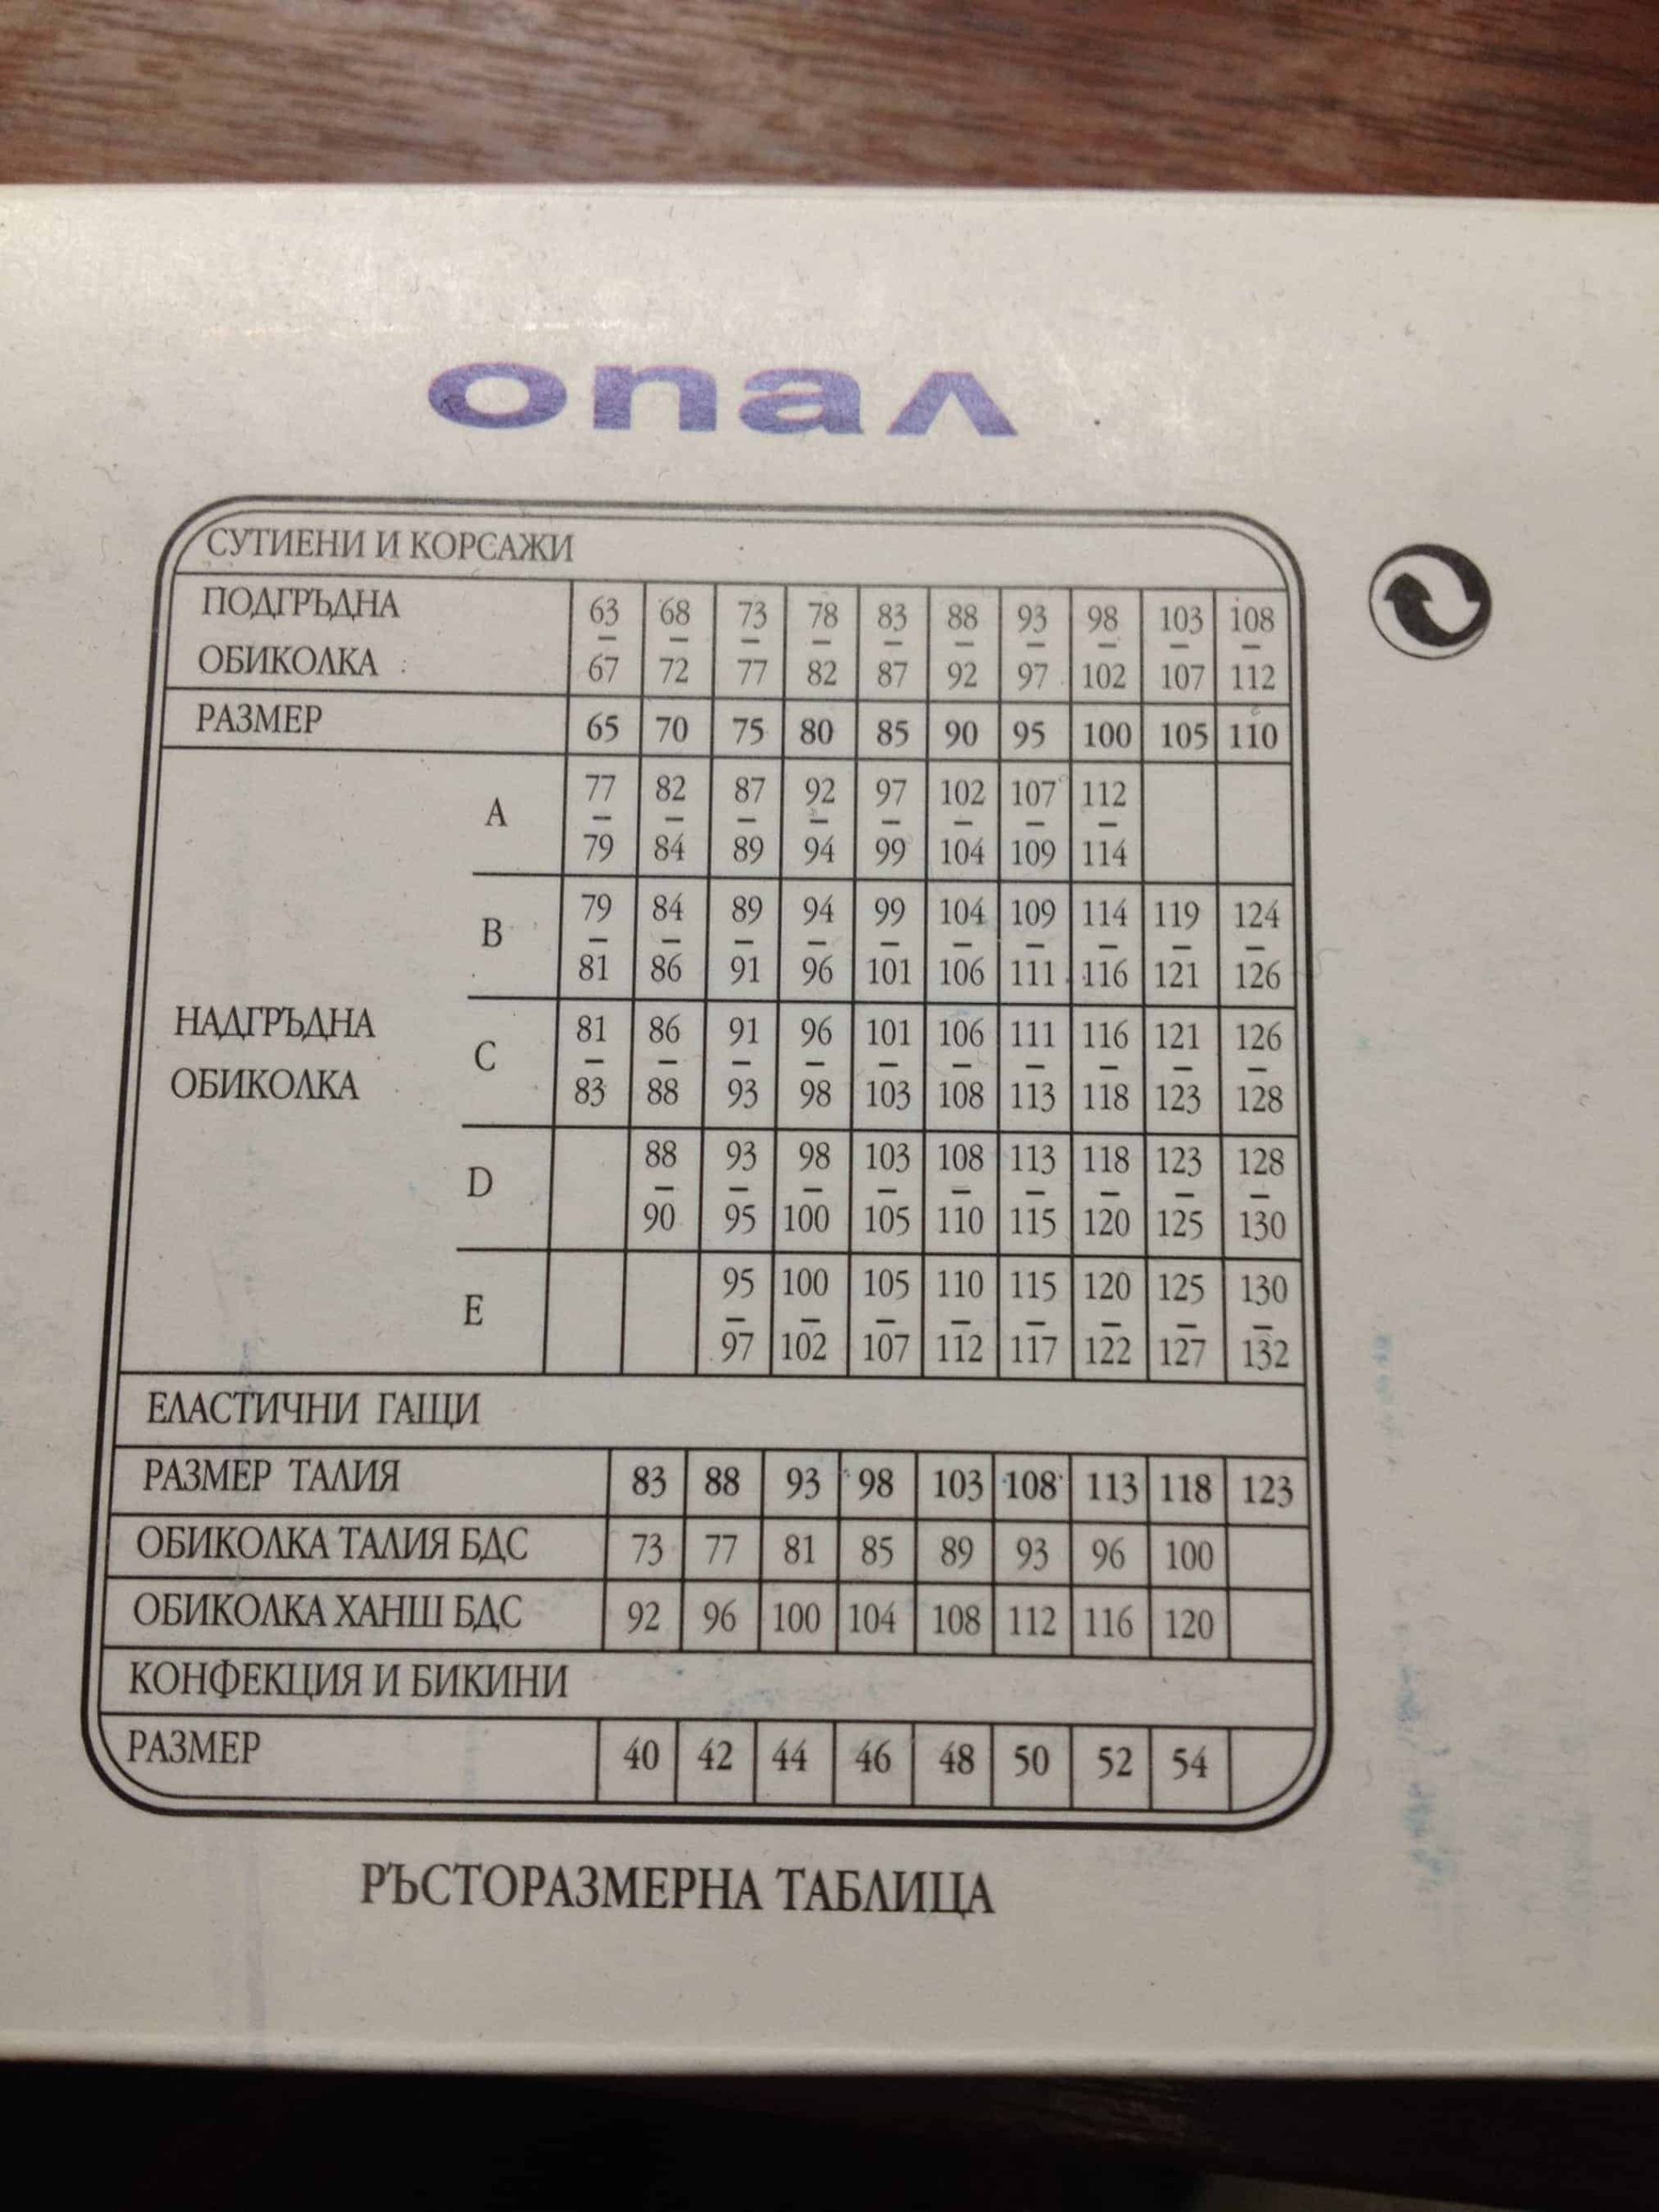 опал
СУТИЕНИ И КОРСАЖИ
ПОДГРЪДНА 63 68 73 78 83 88 93 98 103 108
– – – – – – – – – –
ОБИКОЛКА 67 72 77 82 87 92 97 102 107 112
РАЗМЕР 65 70 75 80 85 90 95 100 105 110
77 82 87 92 97 102 107 112
A – – – – – – – –
79 84 89 94 99 104 109 114
79 84 89 94 99 104 109 114 119 124
B – – – – – – – – – –
81 86 91 96 101 106 111 116 121 126
НАДГРЪДНА 81 86 91 96 101 106 111 116 121 126
C – – – – – – – – – –
ОБИКОЛКА 83 88 93 98 103 108 113 118 123 128
88 93 98 103 108 113 118 123 128
D – – – – – – – – –
90 95 100 105 110 115 120 125 130
95 100 105 110 115 120 125 130
E – – – – – – – –
97 102 107 112 117 122 127 132
ЕЛАСТИЧНИ ГАЩИ
РАЗМЕР ТАЛИЯ 83 88 93 98 103 108 113 118 123
ОБИКОЛКА ТАЛИЯ БДС 73 77 81 85 89 93 96 100
ОБИКОЛКА ХАНШ БДС 92 96 100 104 108 112 116 120
КОНФЕКЦИЯ И БИКИНИ
РАЗМЕР 40 42 44 46 48 50 52 54
РЪСТОРАЗМЕРНА ТАБЛИЦА